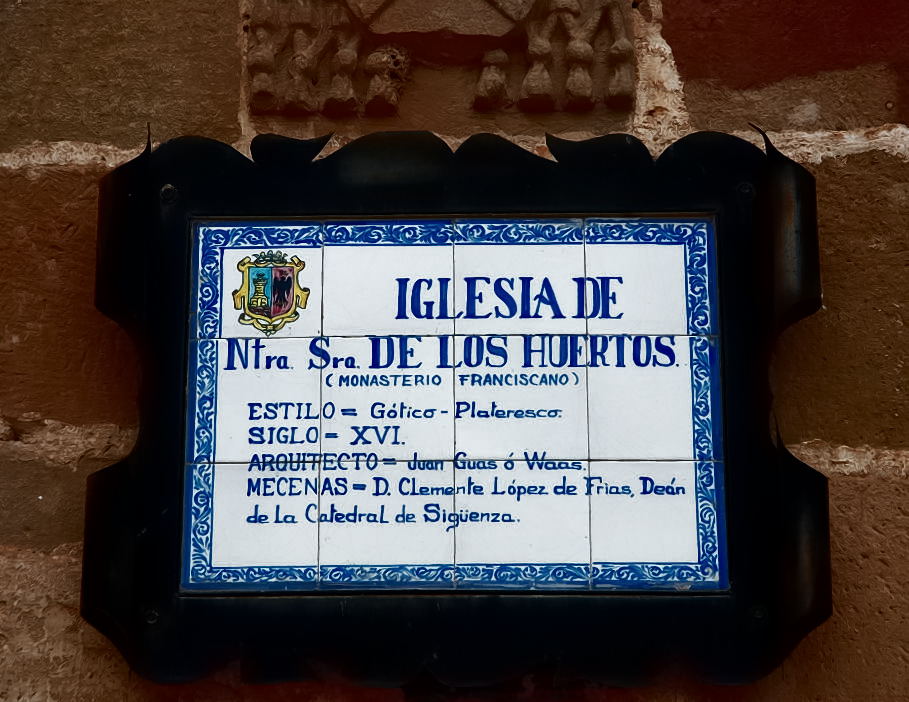 IGLESIA DE
Ntra. Sra. DE LOS HUERTOS.
(MONASTERIO FRANCISCANO)
ESTILO = Gótico - Plateresco.
SIGLO = XVI.
ARQUITECTO = Juan Guas ó Waas.
MECENAS = D. Clemente López de Frias, Deán
de la Catedral de Sigüenza.